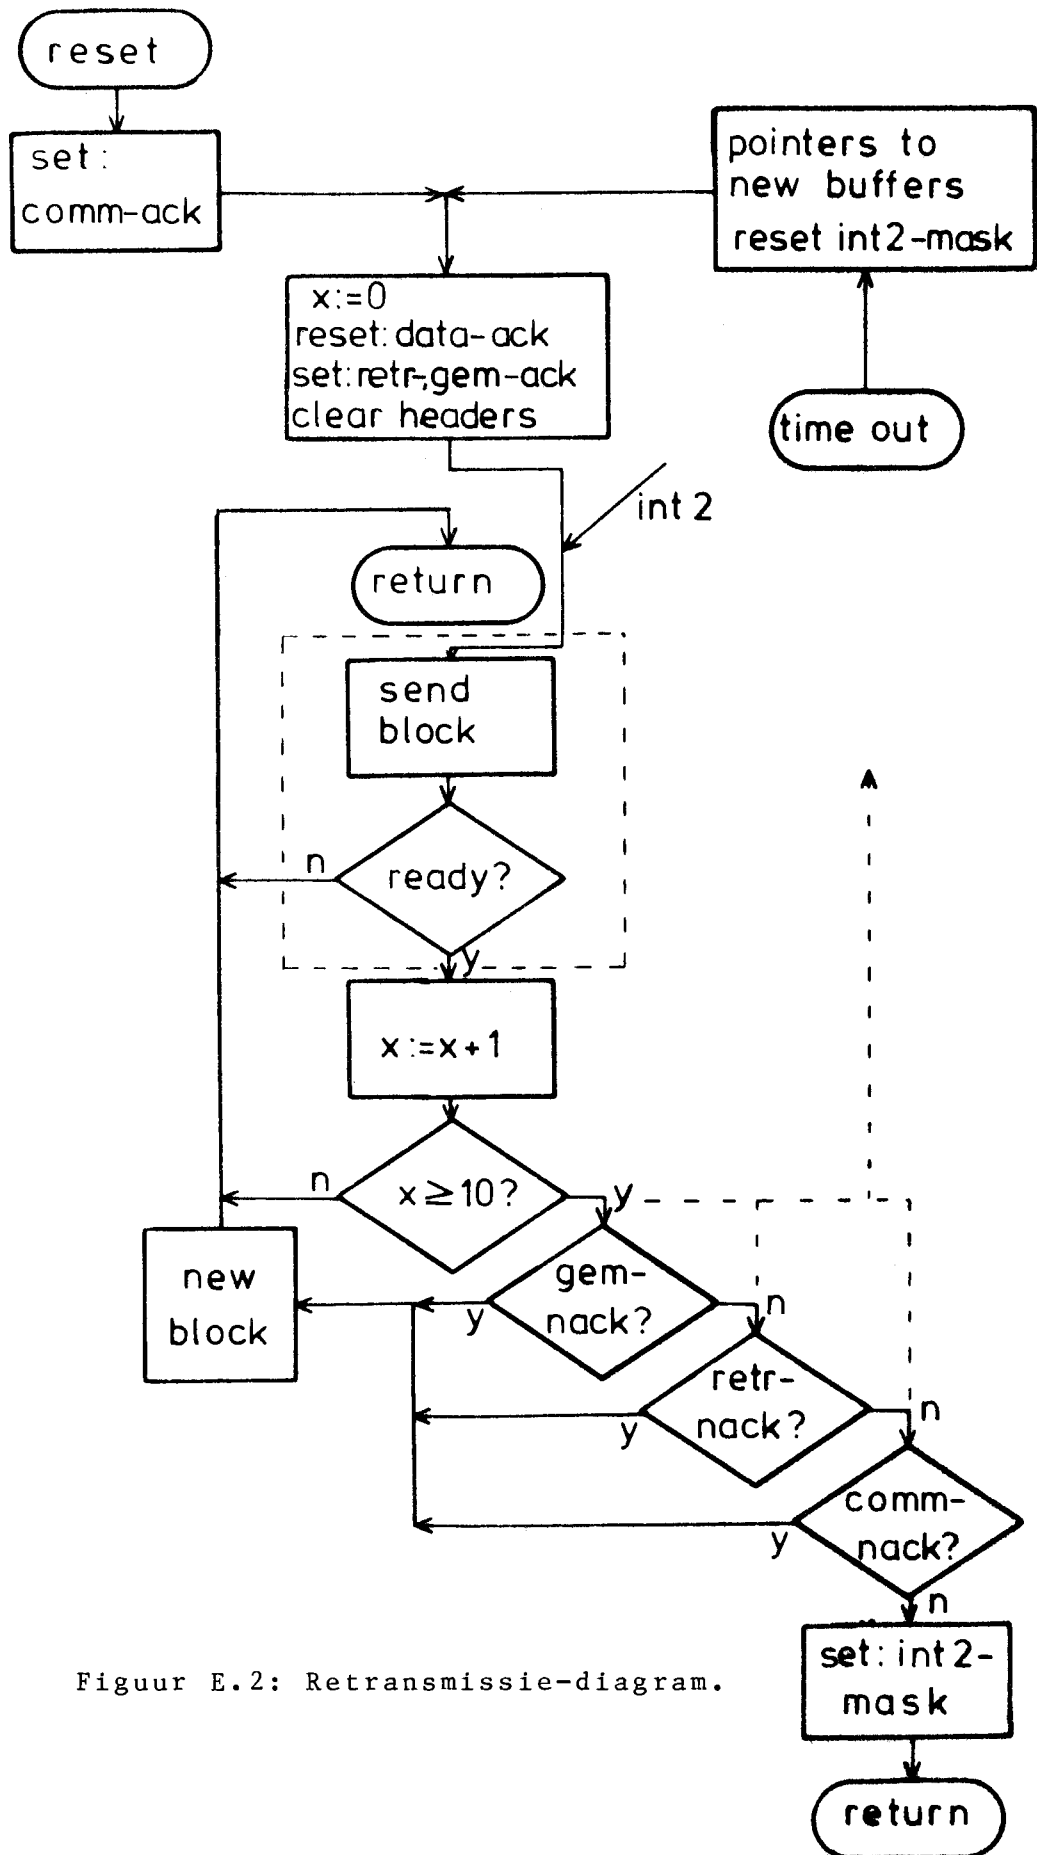 reset
set:
comm-ack
pointers to
new buffers
reset int2-mask
x:=0
reset:data-ack
set:retr-,gem-ack
clear headers
time out
int 2
return
send
block
n
ready?
y
x:=x+1
n
x≥10?
y
new
block
gem-
nack?
y
n
retr-
nack?
y
n
comm-
nack?
y
n
set: int2-
mask
return
Figuur E.2: Retransmissie-diagram.